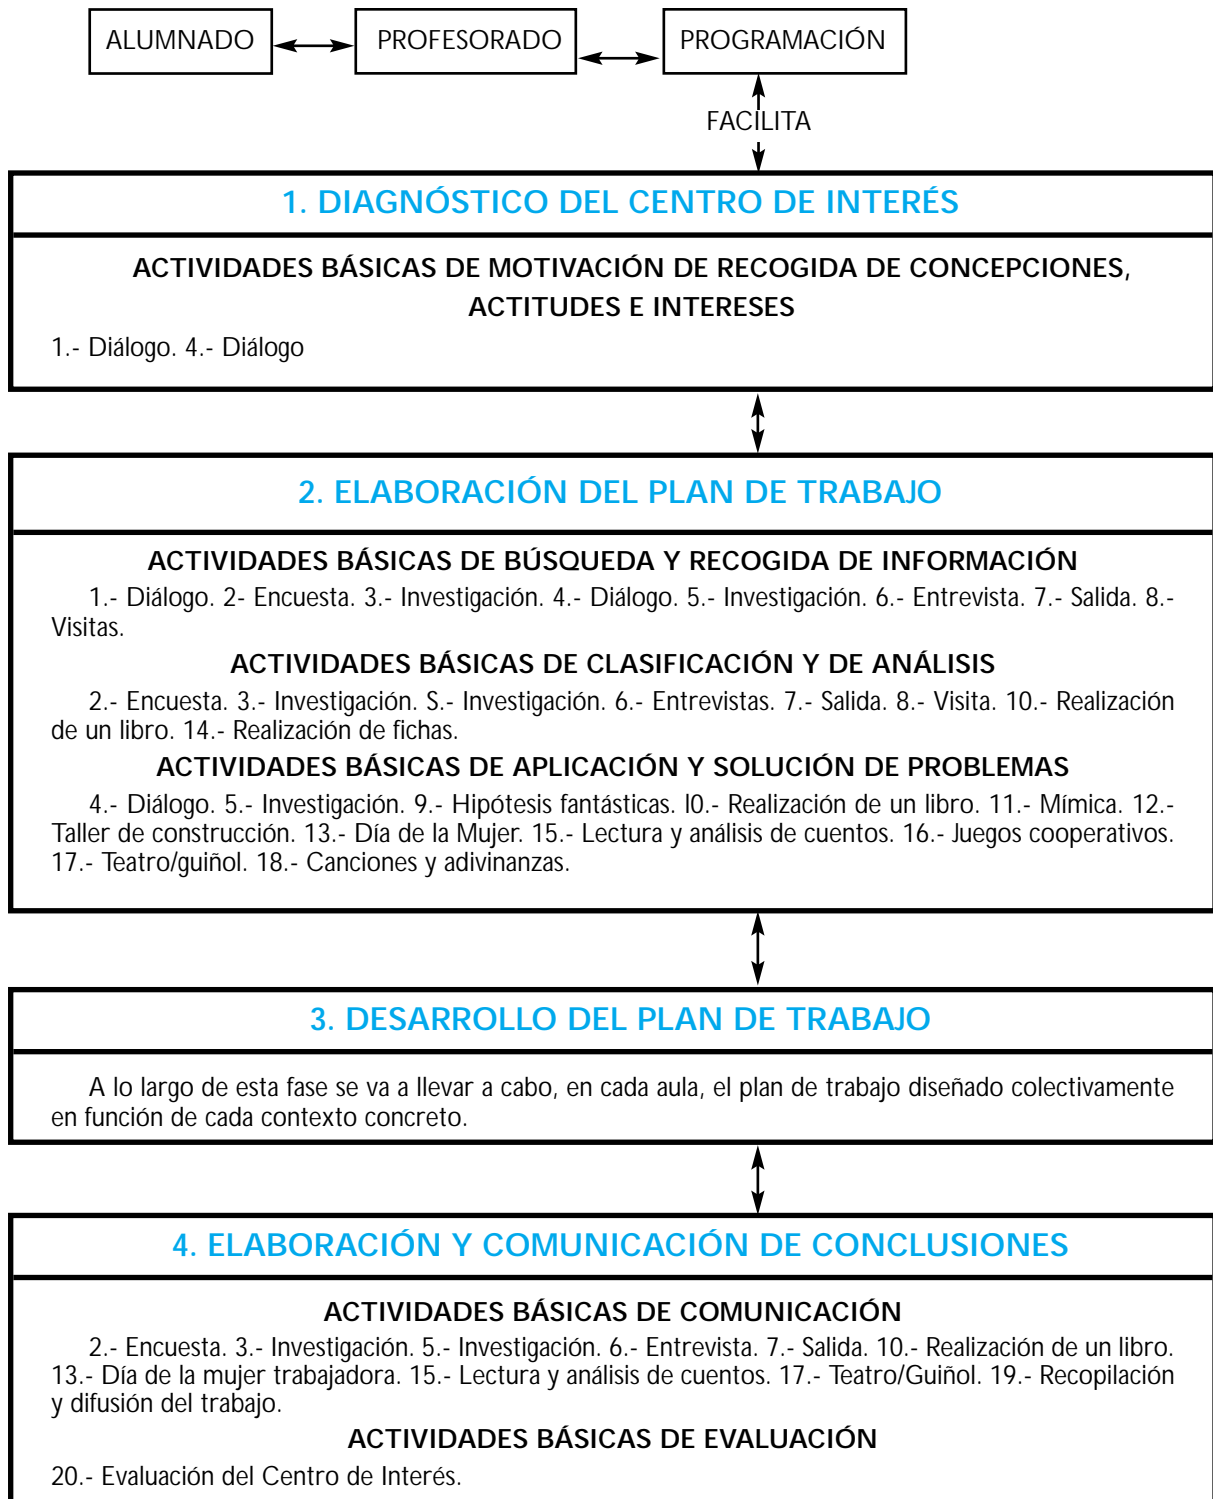 ALUMNADO PROFESORADO PROGRAMACIÓN
FACILITA
1. DIAGNÓSTICO DEL CENTRO DE INTERÉS
ACTIVIDADES BÁSICAS DE MOTIVACIÓN DE RECOGIDA DE CONCEPCIONES,
ACTITUDES E INTERESES
1.- Diálogo. 4.- Diálogo
2. ELABORACIÓN DEL PLAN DE TRABAJO
ACTIVIDADES BÁSICAS DE BÚSQUEDA Y RECOGIDA DE INFORMACIÓN
1.- Diálogo. 2- Encuesta. 3.- Investigación. 4.- Diálogo. 5.- Investigación. 6.- Entrevista. 7.- Salida. 8.-
Visitas.
ACTIVIDADES BÁSICAS DE CLASIFICACIÓN Y DE ANÁLISIS
2.- Encuesta. 3.- Investigación. S.- Investigación. 6.- Entrevistas. 7.- Salida. 8.- Visita. 10.- Realización
de un libro. 14.- Realización de fichas.
ACTIVIDADES BÁSICAS DE APLICACIÓN Y SOLUCIÓN DE PROBLEMAS
4.- Diálogo. 5.- Investigación. 9.- Hipótesis fantásticas. l0.- Realización de un libro. 11.- Mímica. 12.-
Taller de construcción. 13.- Día de la Mujer. 15.- Lectura y análisis de cuentos. 16.- Juegos cooperativos.
17.- Teatro/guiñol. 18.- Canciones y adivinanzas.
3. DESARROLLO DEL PLAN DE TRABAJO
A lo largo de esta fase se va a llevar a cabo, en cada aula, el plan de trabajo diseñado colectivamente
en función de cada contexto concreto.
4. ELABORACIÓN Y COMUNICACIÓN DE CONCLUSIONES
ACTIVIDADES BÁSICAS DE COMUNICACIÓN
2.- Encuesta. 3.- Investigación. 5.- Investigación. 6.- Entrevista. 7.- Salida. 10.- Realización de un libro.
13.- Día de la mujer trabajadora. 15.- Lectura y análisis de cuentos. 17.- Teatro/Guiñol. 19.- Recopilación
y difusión del trabajo.
ACTIVIDADES BÁSICAS DE EVALUACIÓN
20.- Evaluación del Centro de Interés.